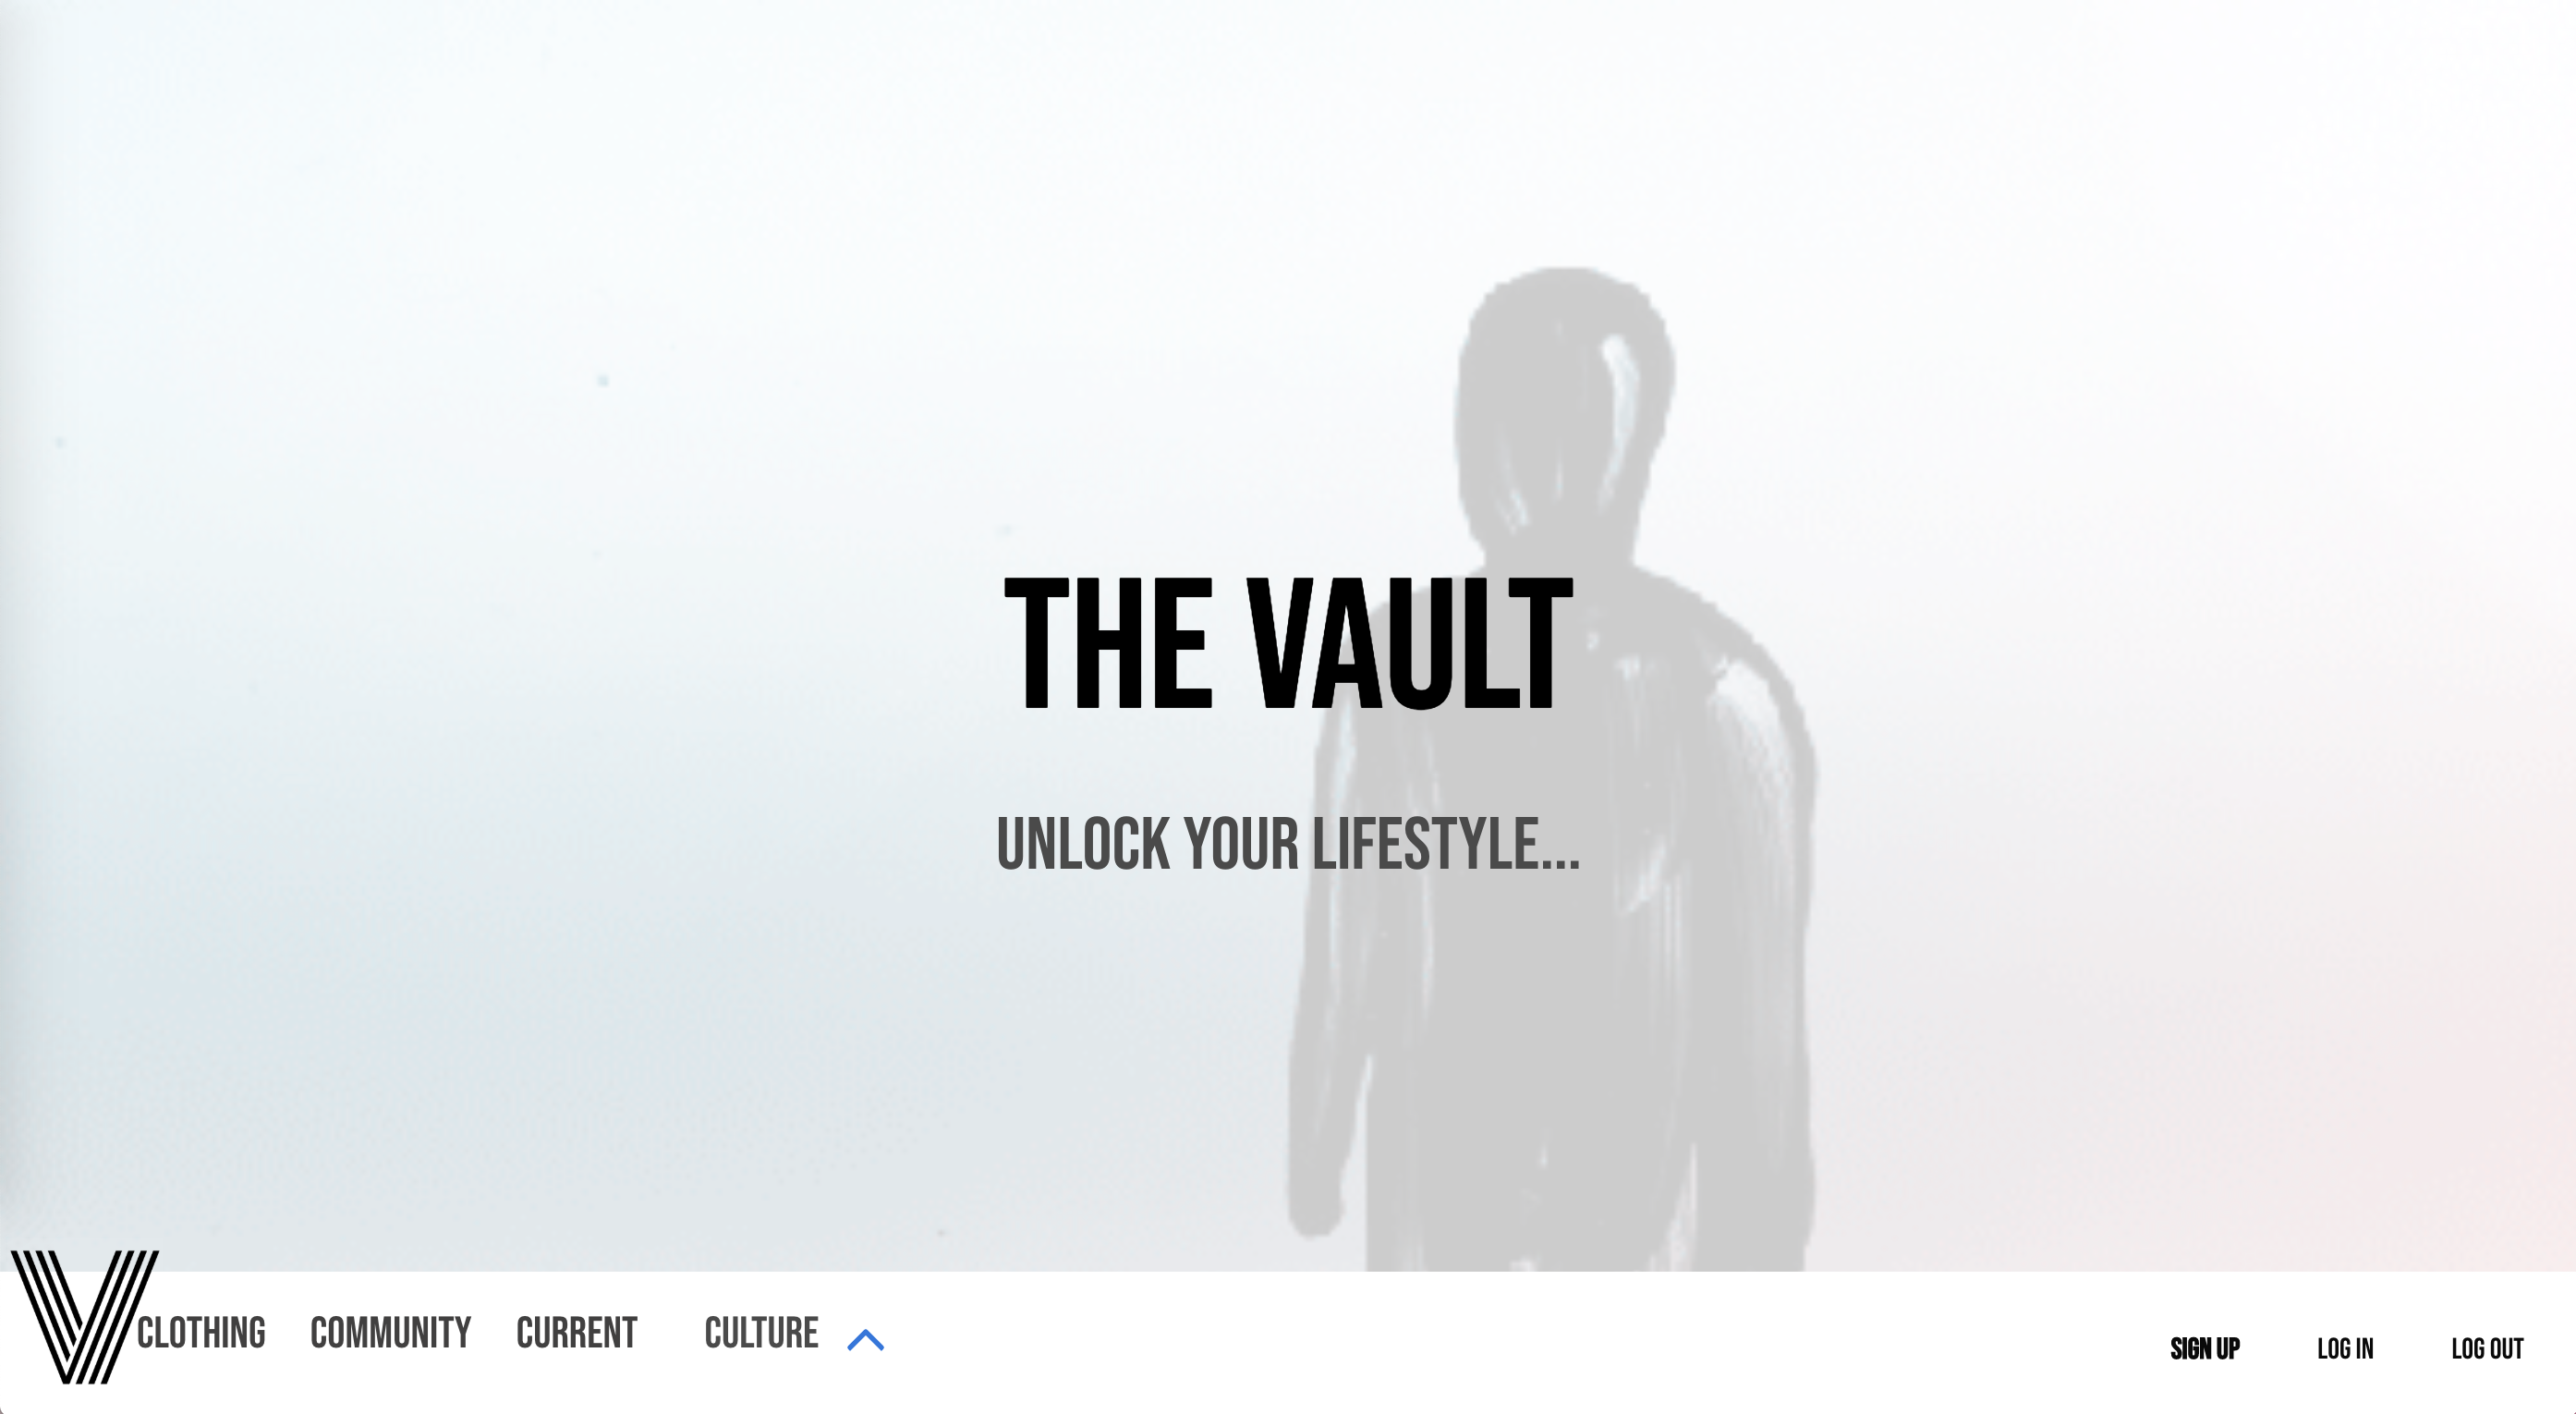 THE VAULT
UNLOCK YOUR LIFESTYLE...
V
CLOTHING COMMUNITY CURRENT CULTURE SIGN UP LOG IN LOG OUT